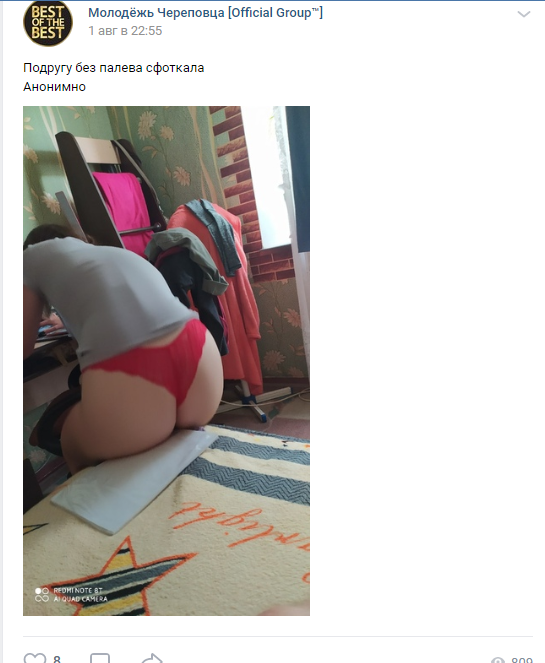 BEST
OF THE
BEST
Молодёжь Череповца [Official Group™]
1 авг в 22:55
Подругу без палева сфоткала
Анонимно
REDMI NOTE 8T
AI QUAD CAMERA
8
809